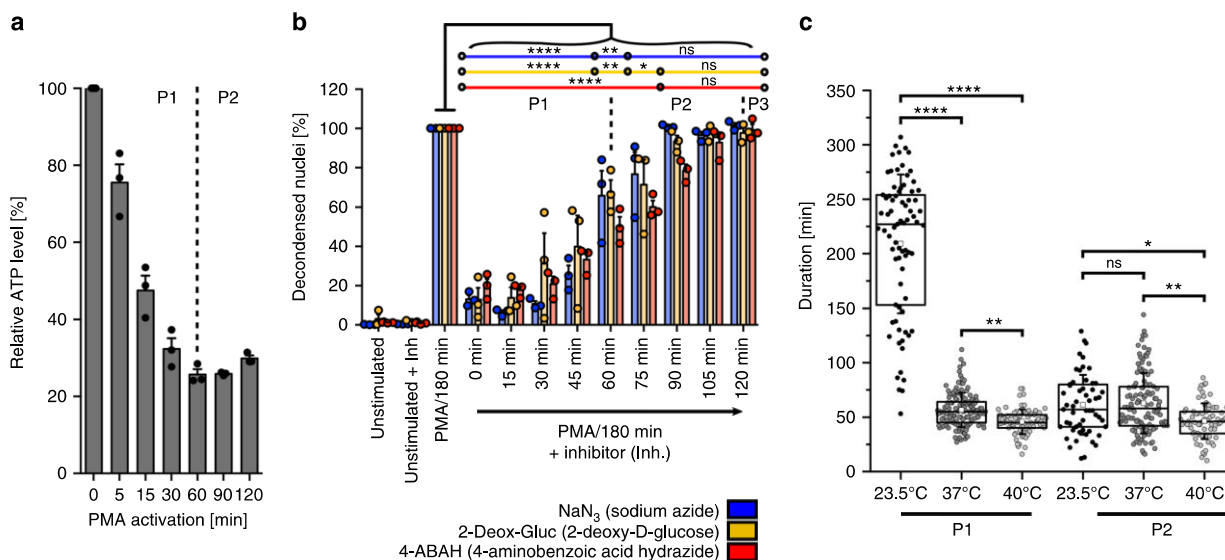 a
Relative ATP level [%]
100
80
60
40
20
0
P1 P2
0 5 15 30 60 90 120
PMA activation [min]
b
Decondensed nuclei [%]
120
100
80
60
40
20
0
**** ** ns
**** ** * ns
**** ns
P1 P2 P3
Unstimulated
Unstimulated + Inh
PMA/180 min
0 min
15 min
30 min
45 min
60 min
75 min
90 min
105 min
120 min
PMA/180 min
+ inhibitor (Inh.)
NaN3 (sodium azide)
2-Deox-Gluc (2-deoxy-D-glucose)
4-ABAH (4-aminobenzoic acid hydrazide)
c
Duration [min]
350
300
250
200
150
100
50
0
****
****
**
*
ns
**
23.5°C 37°C 40°C 23.5°C 37°C 40°C
P1 P2